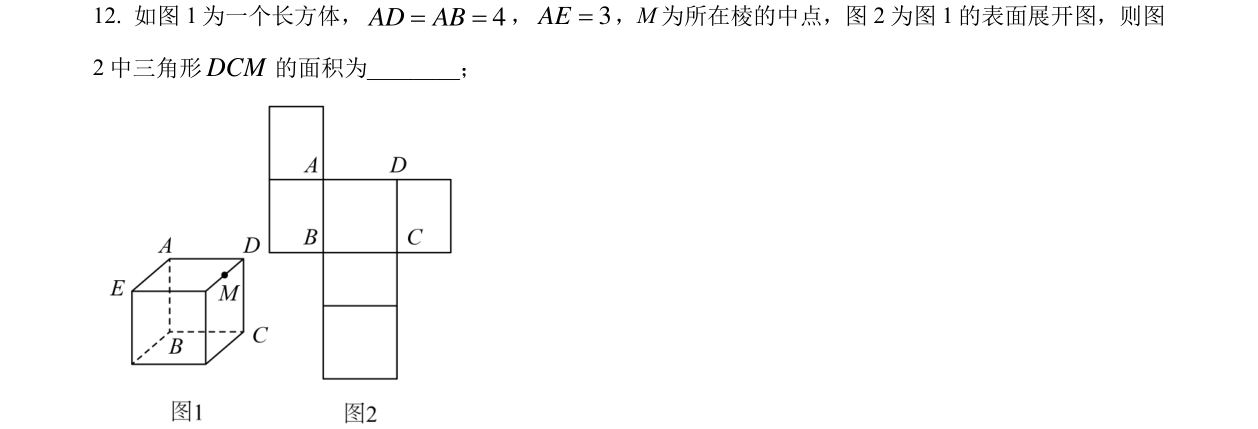 12. 如图 1 为一个长方体， AD = AB = 4， AE = 3，M 为所在棱的中点，图 2 为图 1 的表面展开图，则图
2 中三角形 DCM 的面积为________；
A D
B C
A D
E M
B C
图1 图2